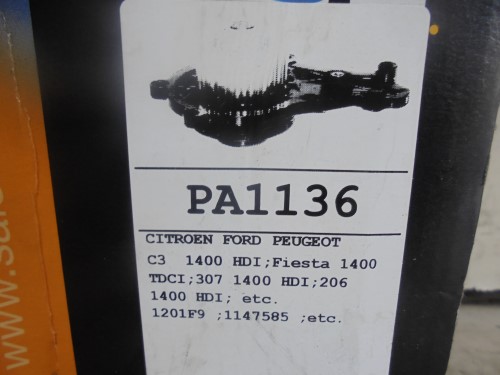 PA1136
CITROEN FORD PEUGEOT
C3 1400 HDI;Fiesta 1400
TDCI;307 1400 HDI;206
1400 HDI; etc.
1201F9 ;1147585 ;etc.